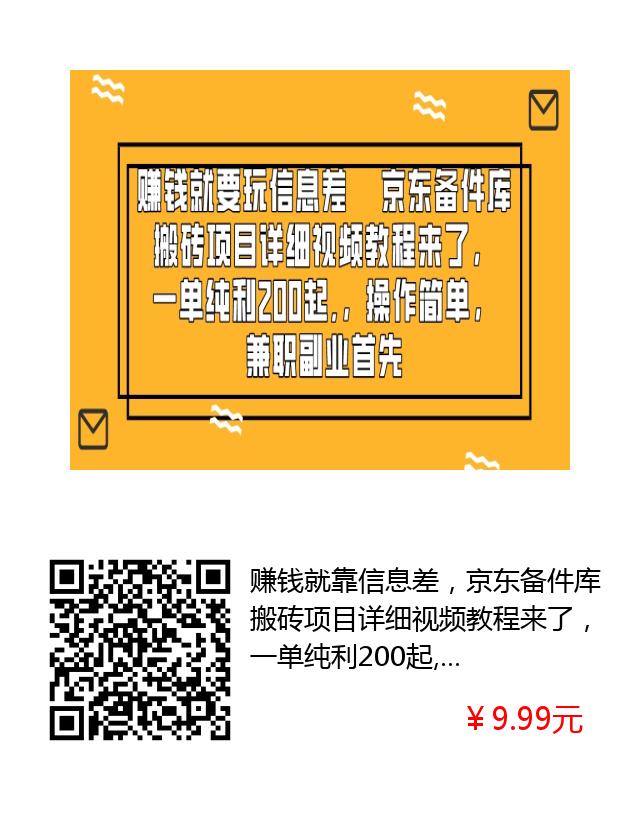 赚钱就要玩信息差 京东备件库
搬砖项目详细视频教程来了，
一单纯利200起,，操作简单，
兼职副业首先
赚钱就靠信息差，京东备件库
搬砖项目详细视频教程来了，
一单纯利200起,...
¥9.99元